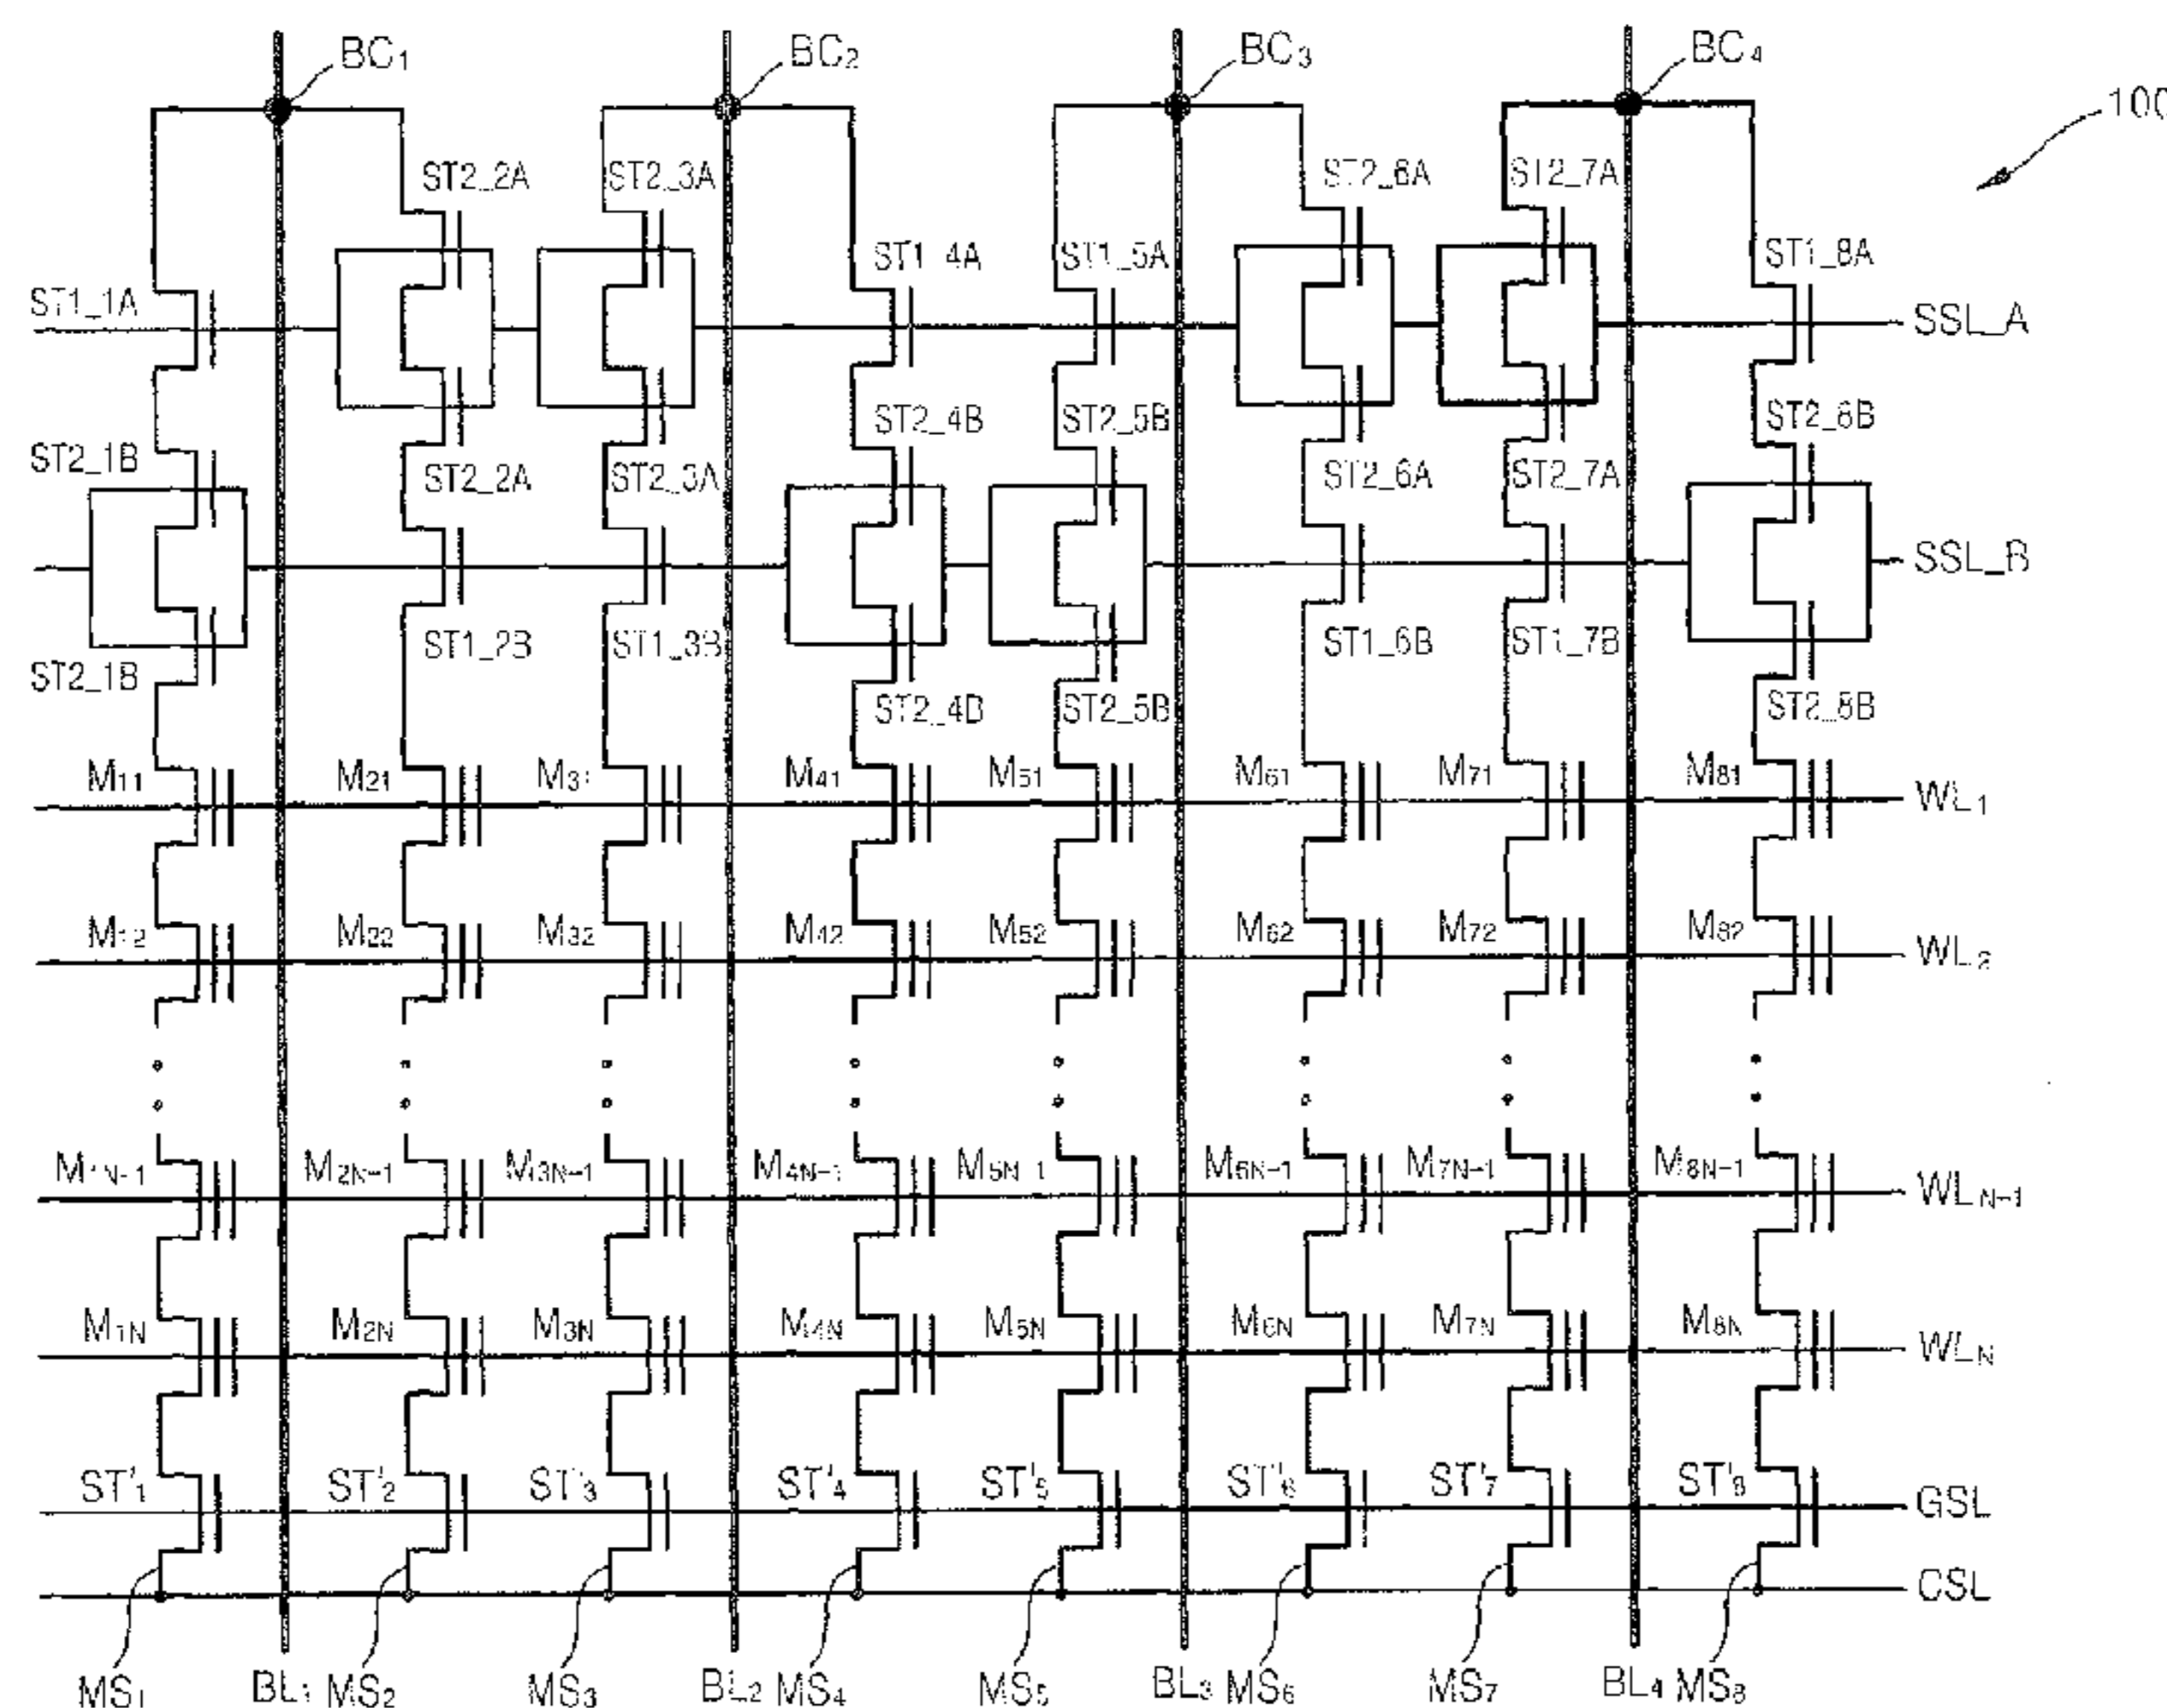 BC1 BC2 BC3 BC4
100
ST2_2A ST2_3A ST2_6A ST2_7A
ST1_4A ST1_5A ST1_8A
ST1_1A SSL_A
ST2_4B ST2_5B ST2_8B
ST2_1B ST2_2A ST2_3A ST2_6A ST2_7A
SSL_B
ST1_2B ST1_3B ST1_6B ST1_7B
ST2_1B ST2_4B ST2_5B ST2_8B
M11 M21 M31 M41 M51 M61 M71 M81 WL1
M12 M22 M32 M42 M52 M62 M72 M82 WL2
M1N-1 M2N-1 M3N-1 M4N-1 M5N-1 M6N-1 M7N-1 M8N-1 WLN-1
M1N M2N M3N M4N M5N M6N M7N M8N WLN
ST'1 ST'2 ST'3 ST'4 ST'5 ST'6 ST'7 ST'8 GSL
CSL
MS1 BL1 MS2 MS3 BL2 MS4 MS5 BL3 MS6 MS7 BL4 MS8